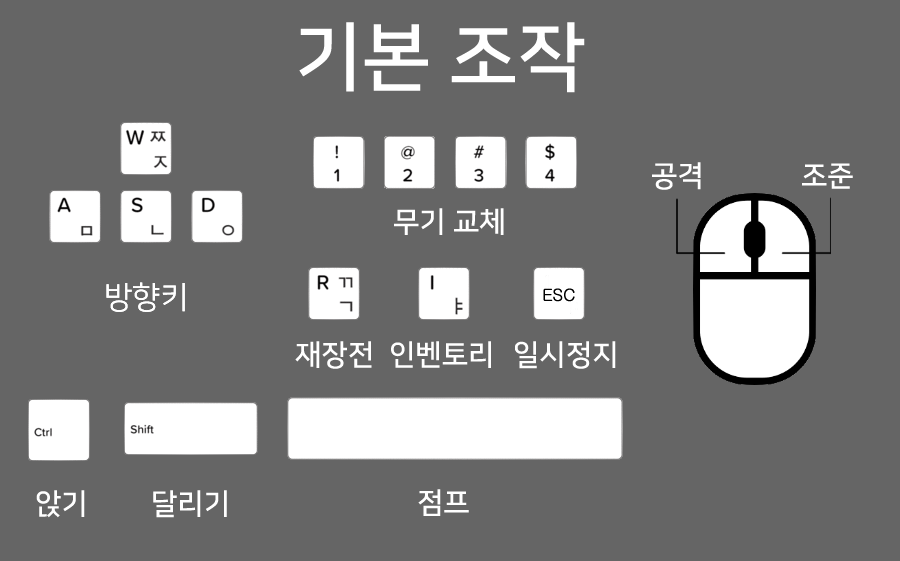 기본 조작
W ㅉ
ㅈ
A
ㅁ
S
ㄴ
D
ㅇ
방향키
!
1
@
2
#
3
$
4
무기 교체
공격
조준
R ㄲ
ㄱ
I
ㅑ
ESC
재장전
인벤토리
일시정지
Ctrl
Shift
앉기
달리기
점프